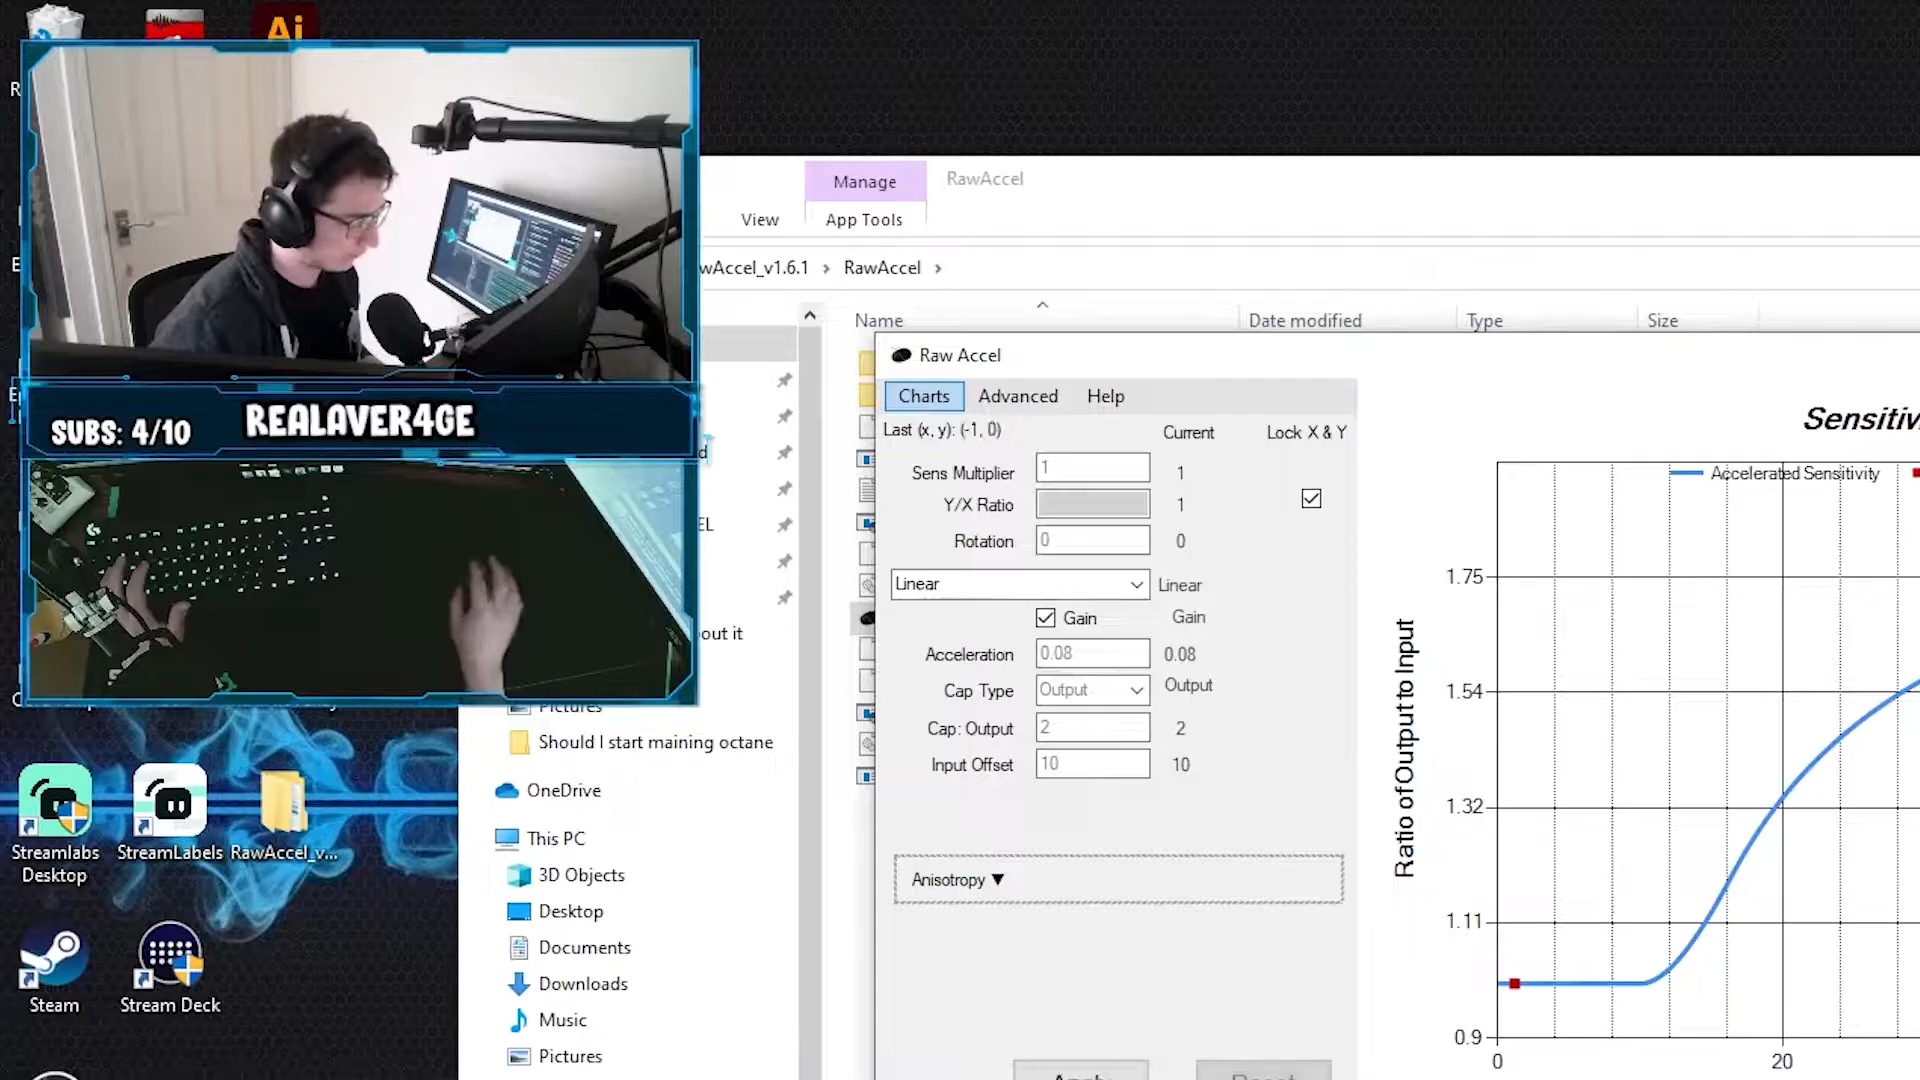 Ai
R
SUBS: 4/10
REALAVER4GE
Manage
RawAccel
View
App Tools
wAccel_v1.6.1 > RawAccel >
Name
Date modified
Type
Size
Raw Accel
Charts
Advanced
Help
Last (x, y): (-1, 0)
Current
Lock X & Y
Sens Multiplier
1
1
Y/X Ratio
1
Rotation
0
0
Linear
Linear
Gain
Gain
Acceleration
0.08
0.08
Cap Type
Output
Output
Cap: Output
2
2
Input Offset
10
10
Anisotropy ▼
Apply
Reset
Sensitiv
Accelerated Sensitivity
Ratio of Output to Input
1.75
1.54
1.32
1.11
0.9
0
20
E
E
d
EL
out it
Pictures
Should I start maining octane
OneDrive
This PC
3D Objects
Desktop
Documents
Downloads
Music
Pictures
Streamlabs
Desktop
StreamLabels
RawAccel_v...
Steam
Stream Deck